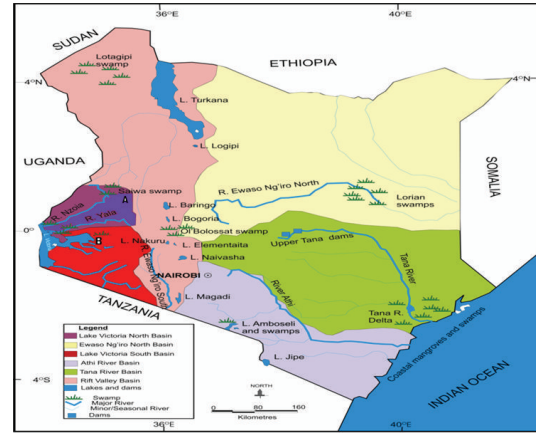 36°E
40°O
SUDAN
Lotagipi
swamp
ETHIOPIA
4°N
4°N
L. Turkana
L. Logipi
UGANDA
SOMALIA
Saiwa swamp
A
R. Nzoia
R. Yala
R. Ewaso Ng'iro North
Lorian
swamps
L. Baringo
L. Bogoria
Ol Bolossat swamp
0°
0°
B
L. Nakuru
L. Elementaita
L. Naivasha
Upper Tana dams
Tana River
R. Ewaso Ng'iro South
NAIROBI
River Athi
TANZANIA
L. Magadi
Tana R.
Delta
L. Amboseli
and swamps
L. Jipe
Coastal mangroves and swamps
INDIAN OCEAN
Legend
Lake Victoria North Basin
Ewaso Ng'iro North Basin
Lake Victoria South Basin
Athi River Basin
Tana River Basin
Rift Valley Basin
Lakes and dams
Swamp
Major River
Minor/Seasonal River
Dams
4°S
NORTH
0
80
160
Kilometres
36°E
40°O